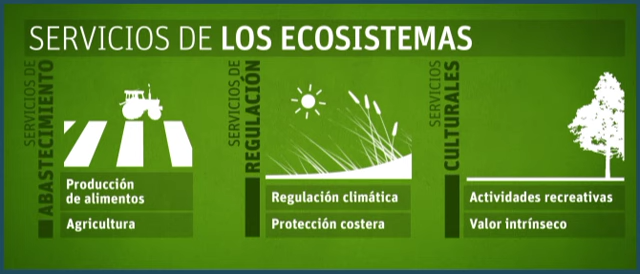 SERVICIOS DE LOS ECOSISTEMAS
SERVICIOS DE
ABASTECIMIENTO
Producción
de alimentos
Agricultura
SERVICIOS DE
REGULACIÓN
Regulación climática
Protección costera
SERVICIOS
CULTURALES
Actividades recreativas
Valor intrínseco